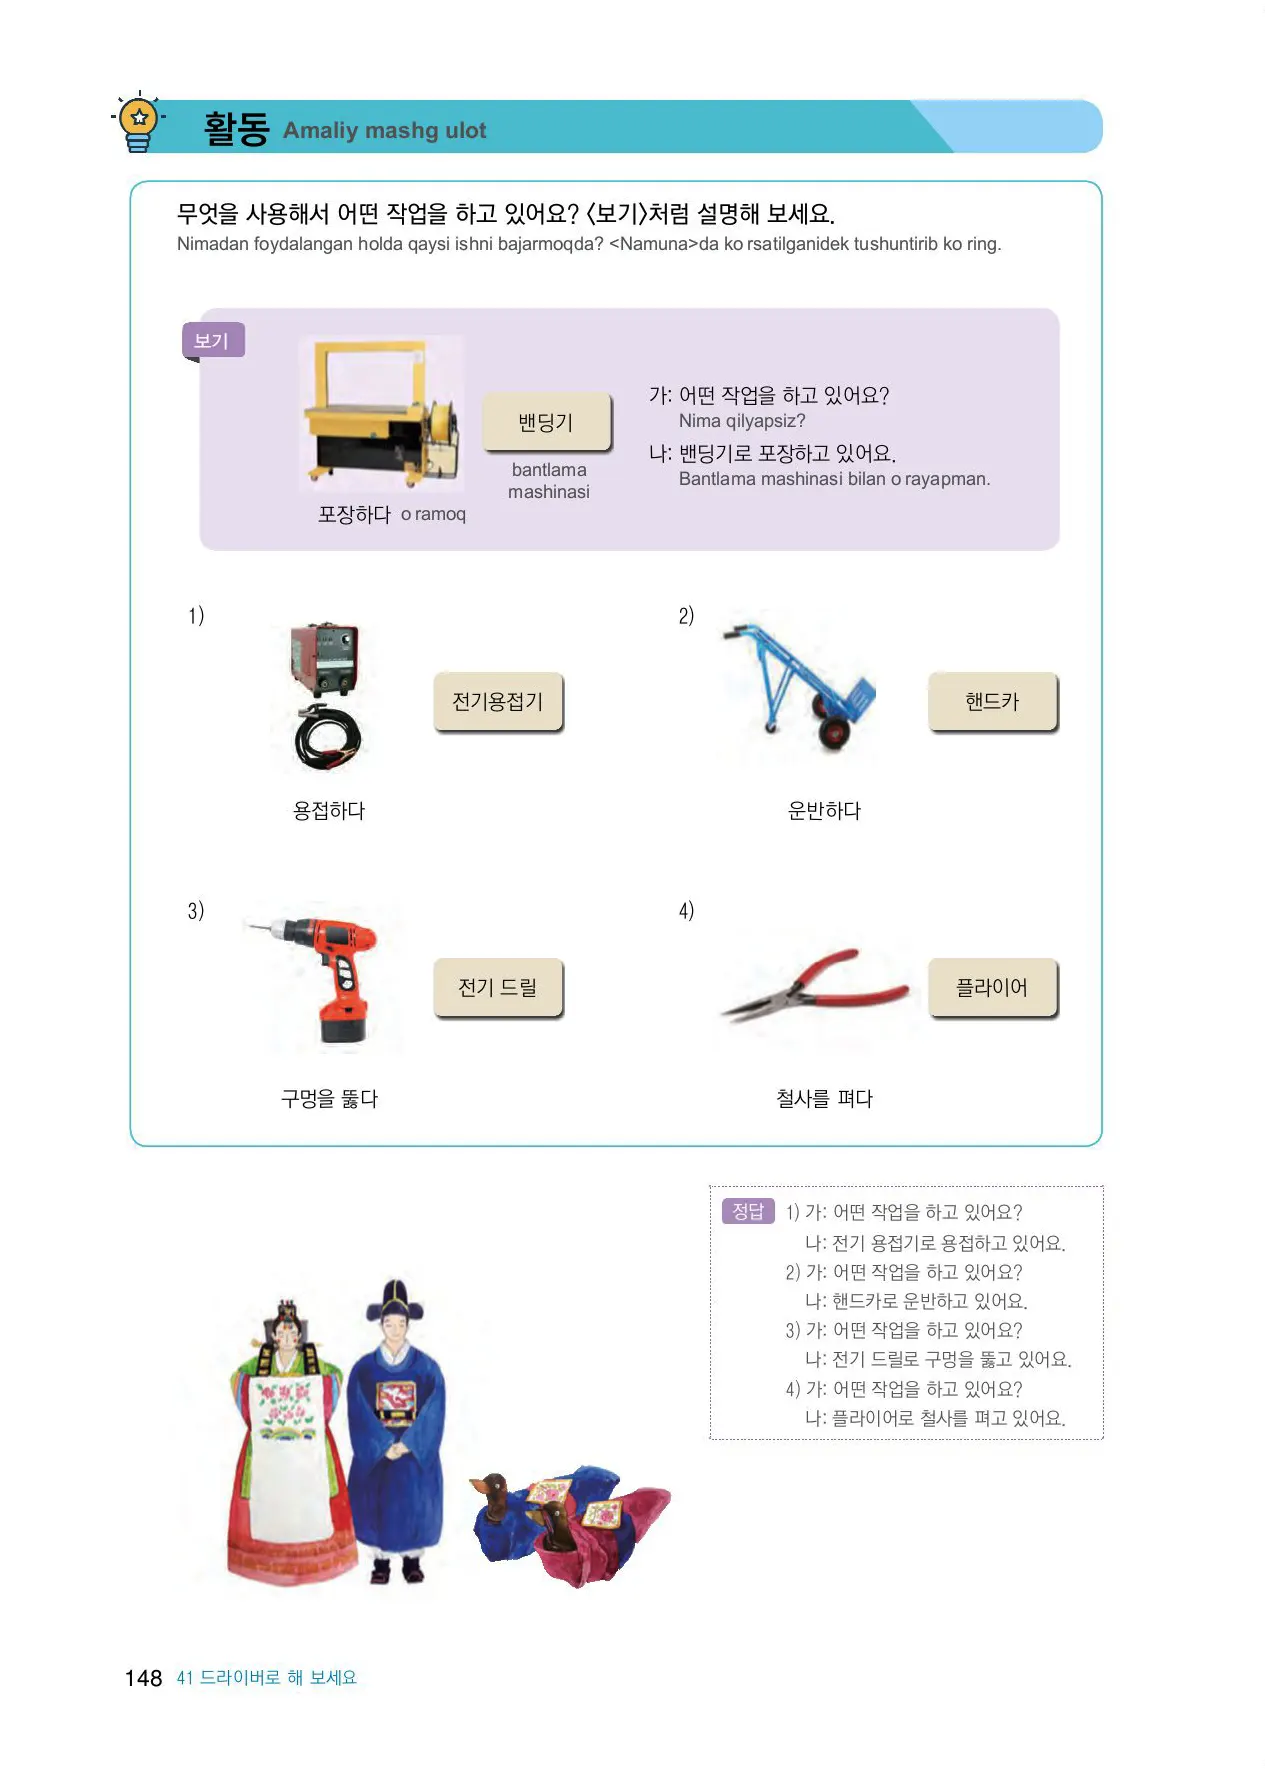 활동 Amaliy mashg ulot
무엇을 사용해서 어떤 작업을 하고 있어요? <보기>처럼 설명해 보세요.
Nimadan foydalangan holda qaysi ishni bajarmoqda? <Namuna>da ko rsatilganidek tushuntirib ko ring.
보기
밴딩기
bantlama
mashinasi
포장하다 o ramoq
가: 어떤 작업을 하고 있어요?
Nima qilyapsiz?
나: 밴딩기로 포장하고 있어요.
Bantlama mashinasi bilan o rayapman.
1)
전기용접기
용접하다
2)
핸드카
운반하다
3)
전기 드릴
구멍을 뚫다
4)
플라이어
철사를 펴다
정답 1) 가: 어떤 작업을 하고 있어요?
나: 전기 용접기로 용접하고 있어요.
2) 가: 어떤 작업을 하고 있어요?
나: 핸드카로 운반하고 있어요.
3) 가: 어떤 작업을 하고 있어요?
나: 전기 드릴로 구멍을 뚫고 있어요.
4) 가: 어떤 작업을 하고 있어요?
나: 플라이어로 철사를 펴고 있어요.
148 41 드라이버로 해 보세요